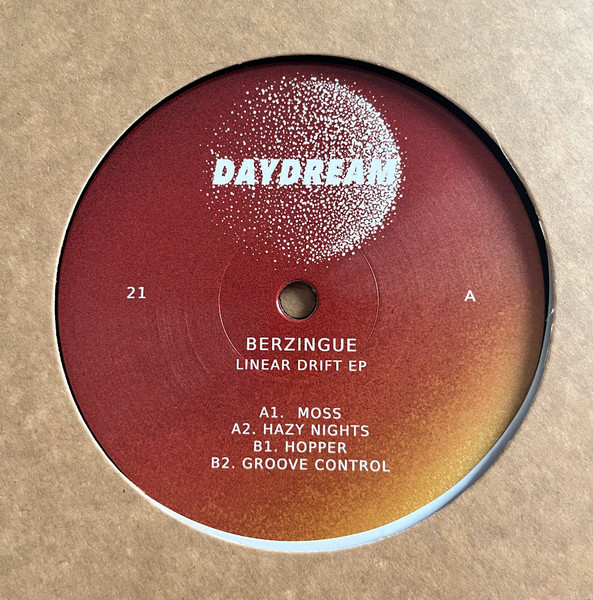 DAYDREAM
21
A
BERZINGUE
LINEAR DRIFT EP
A1. MOSS
A2. HAZY NIGHTS
B1. HOPPER
B2. GROOVE CONTROL